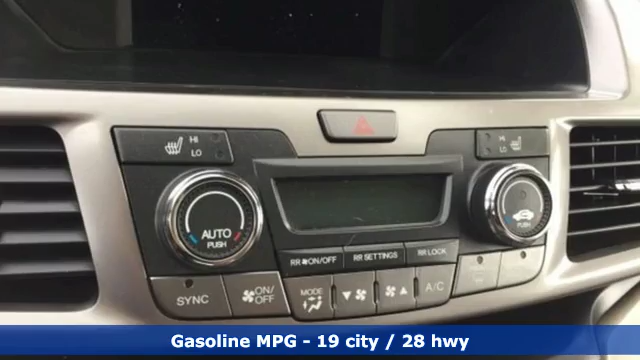 HI
LO
HI
LO
AUTO
PUSH
PUSH
RR ON/OFF
RR SETTINGS
RR LOCK
SYNC
ON/OFF
MODE
A/C
Gasoline MPG - 19 city / 28 hwy